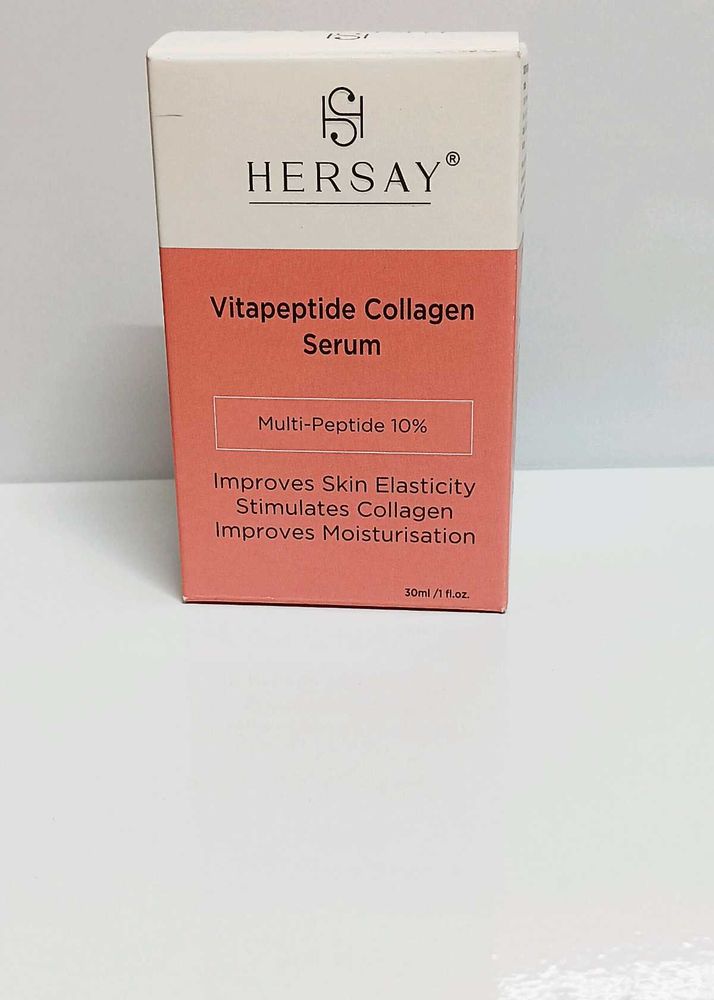 HERSAY®
Vitapeptide Collagen
Serum
Multi-Peptide 10%
Improves Skin Elasticity
Stimulates Collagen
Improves Moisturisation
30ml /1 fl.oz.